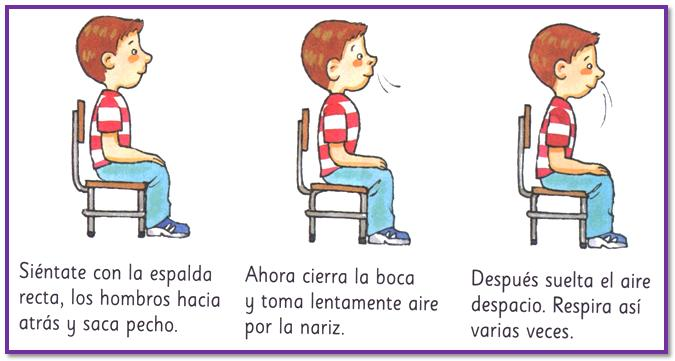 Siéntate con la espalda
recta, los hombros hacia
atrás y saca pecho.
Ahora cierra la boca
y toma lentamente aire
por la nariz.
Después suelta el aire
despacio. Respira así
varias veces.